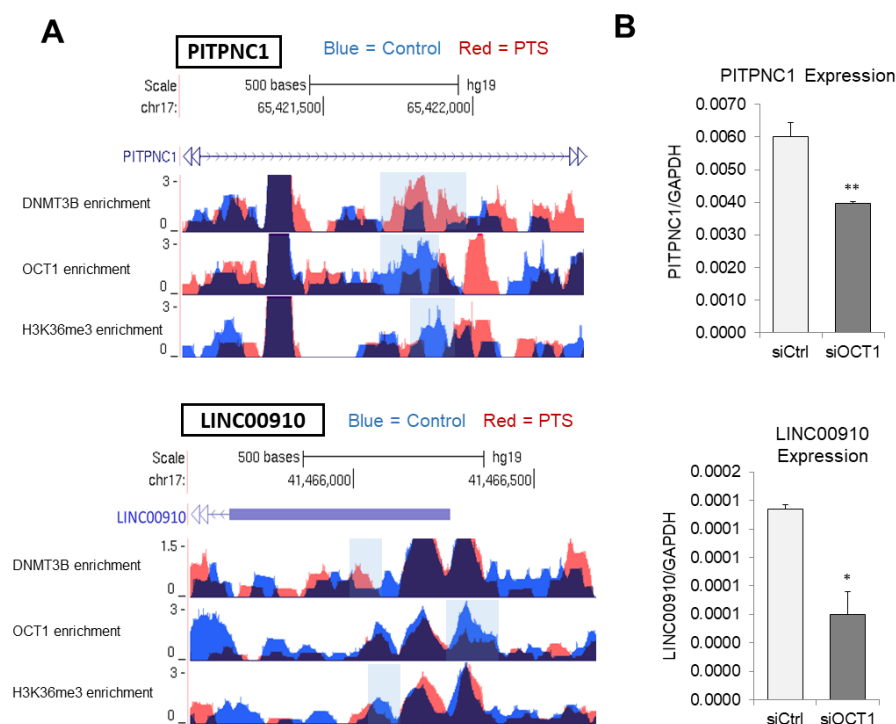 A
PITPNC1
Blue = Control Red = PTS
Scale 500 bases hg19
chr17: 65,421,500 65,422,000
PITPNC1
DNMT3B enrichment 3 - 0
OCT1 enrichment 3 - 0
H3K36me3 enrichment 3 - 0
LINC00910
Blue = Control Red = PTS
Scale 500 bases hg19
chr17: 41,466,000 41,466,500
LINC00910
DNMT3B enrichment 1.5 - 0
OCT1 enrichment 3 - 0
H3K36me3 enrichment 3 - 0
B
PITPNC1 Expression
PITPNC1/GAPDH
0.0070
0.0060
0.0050
0.0040
0.0030
0.0020
0.0010
0.0000
**
siCtrl siOCT1
LINC00910
Expression
LINC00910/GAPDH
0.0002
0.0001
0.0001
0.0001
0.0001
0.0001
0.0000
0.0000
0.0000
*
siCtrl siOCT1